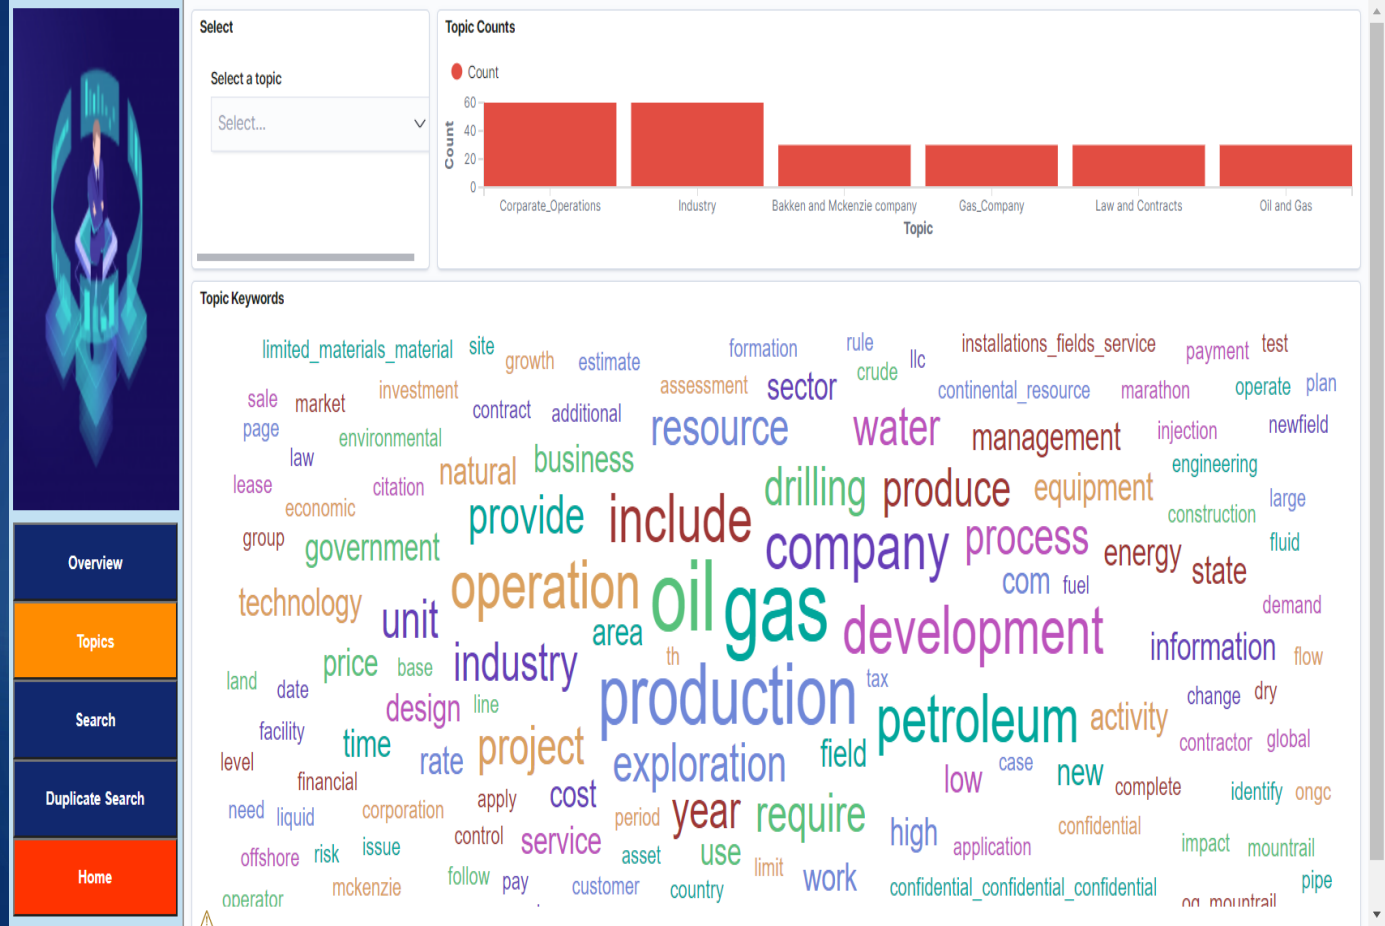 Select
Select a topic
Select...
Topic Counts
Count
60
40
20
0
Count
Corparate_Operations
Industry
Bakken and Mckenzie company
Gas_Company
Law and Contracts
Oil and Gas
Topic
Overview
Topics
Search
Duplicate Search
Home
Topic Keywords
limited_materials_material site growth estimate formation rule llc installations_fields_service payment test
sale market investment contract additional assessment sector crude continental_resource marathon operate plan
page environmental resource water management injection newfield
law natural business engineering
lease economic citation drilling produce equipment large
group government provide include company process construction fluid
energy state
technology unit operation oil gas com fuel demand
area development information flow
price base industry th
land date design line production tax petroleum activity change dry
facility time project field contractor global
level financial rate exploration low case new complete identify ongc
need liquid corporation apply cost period year require high confidential
offshore risk issue control service asset use limit application impact mountrail
operator mckenzie follow pay customer country work confidential_confidential_confidential pipe
og_mountrail